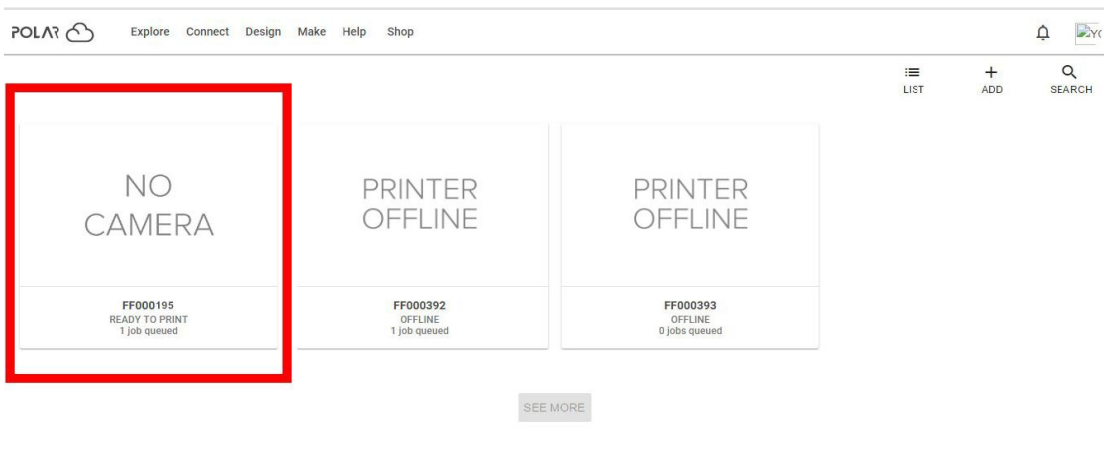 POLAR Explore Connect Design Make Help Shop
LIST ADD SEARCH
NO
CAMERA
FF000195
READY TO PRINT
1 job queued
PRINTER
OFFLINE
FF000392
OFFLINE
1 job queued
PRINTER
OFFLINE
FF000393
OFFLINE
0 jobs queued
SEE MORE